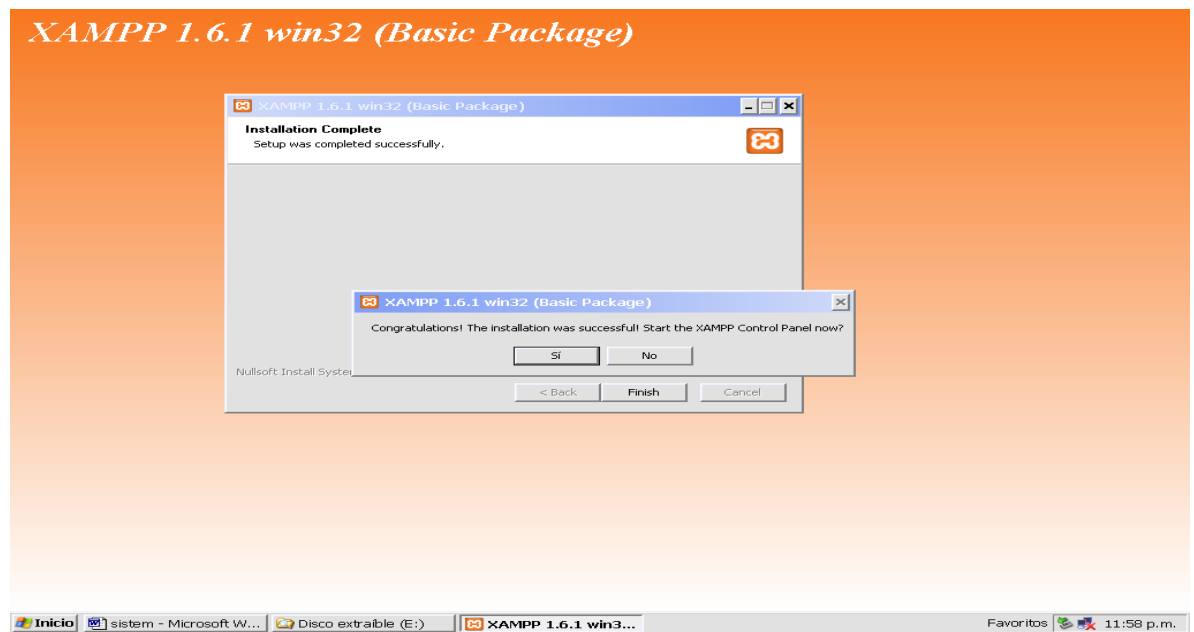 XAMPP 1.6.1 win32 (Basic Package)
XAMPP 1.6.1 win32 (Basic Package)
Installation Complete
Setup was completed successfully.
XAMPP 1.6.1 win32 (Basic Package)
Congratulations! The installation was successful! Start the XAMPP Control Panel now?
Sí No
Nullsoft Install Syste
< Back Finish Cancel
Inicio sistem - Microsoft W... Disco extraíble (E:) XAMPP 1.6.1 win3... Favoritos 11:58 p.m.